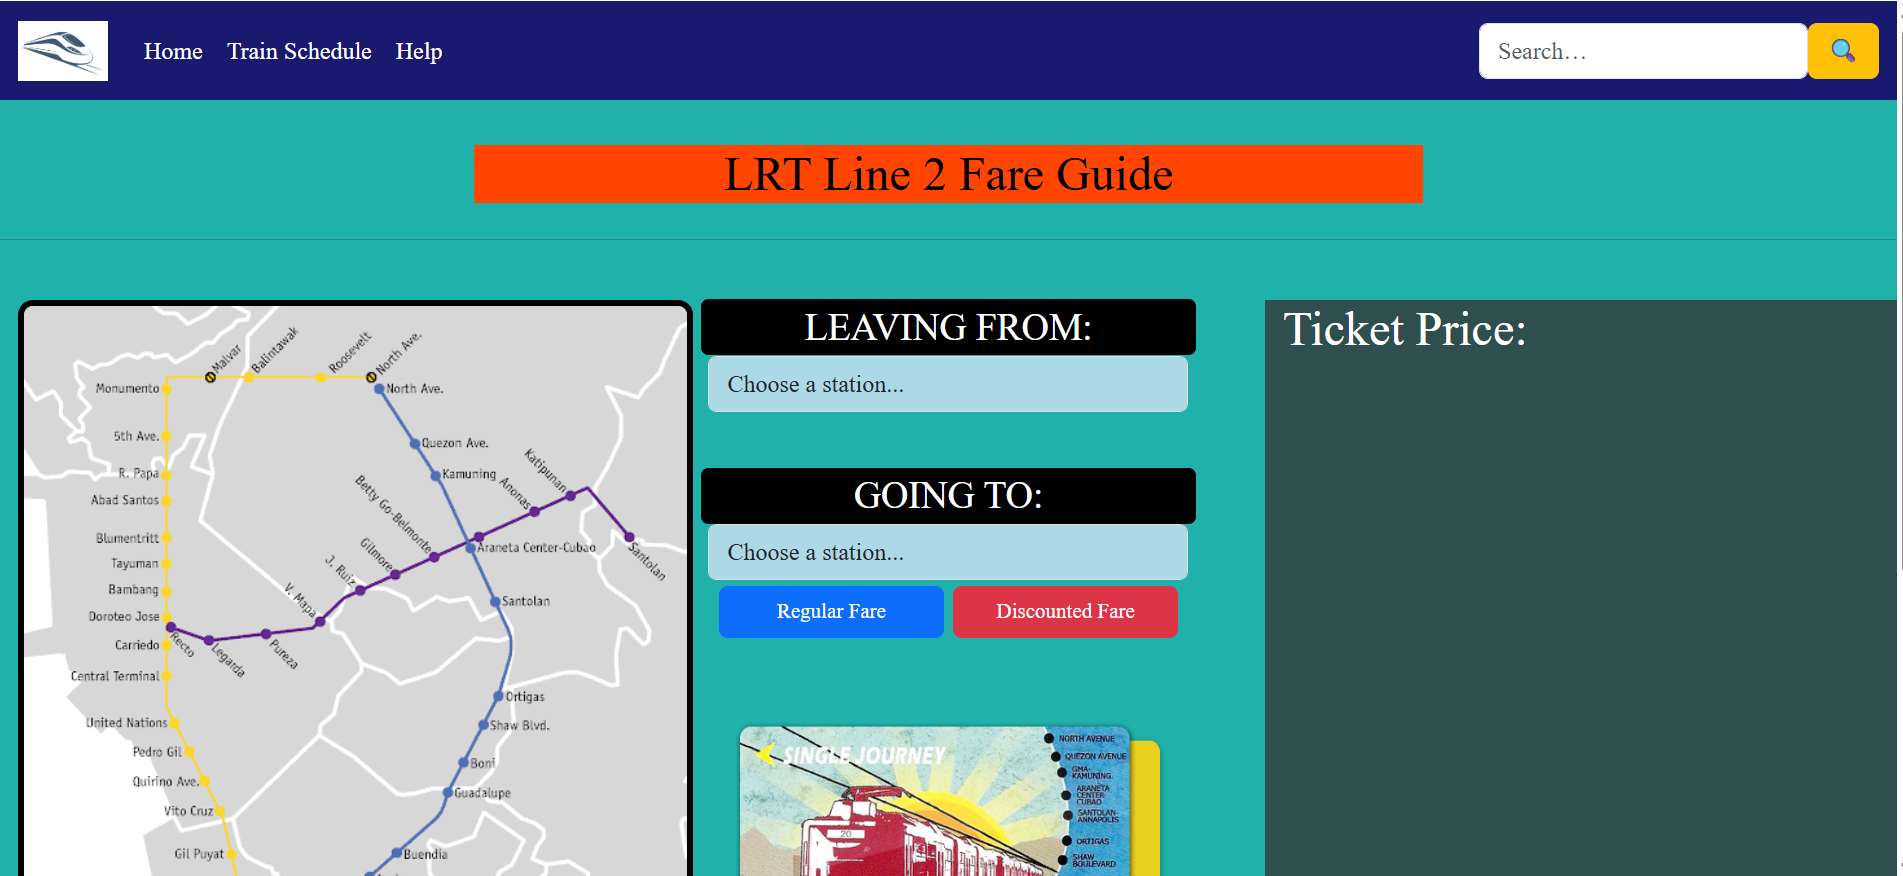 Home Train Schedule Help
Search…
LRT Line 2 Fare Guide
Malvar
Balintawak
Roosevelt
North Ave.
Monumento
North Ave.
5th Ave.
Quezon Ave.
R. Papa
Kamuning
Katipunan
Anonas
Abad Santos
Betty Go-Belmonte
Blumentritt
Araneta Center-Cubao
Gilmore
Santolan
Tayuman
J. Ruiz
Bambang
V. Mapa
Santolan
Doroteo Jose
Recto
Carriedo
Legarda
Pureza
Central Terminal
Ortigas
United Nations
Shaw Blvd.
Pedro Gil
Boni
Quirino Ave.
Guadalupe
Vito Cruz
Gil Puyat
Buendia
LEAVING FROM:
Choose a station...
GOING TO:
Choose a station...
Regular Fare
Discounted Fare
SINGLE JOURNEY
20
NORTH AVENUE
QUEZON AVENUE
GMA-
KAMUNING
ARANETA
CENTER
CUBAO
SANTOLAN-
ANNAPOLIS
ORTIGAS
SHAW
BOULEVARD
Ticket Price: